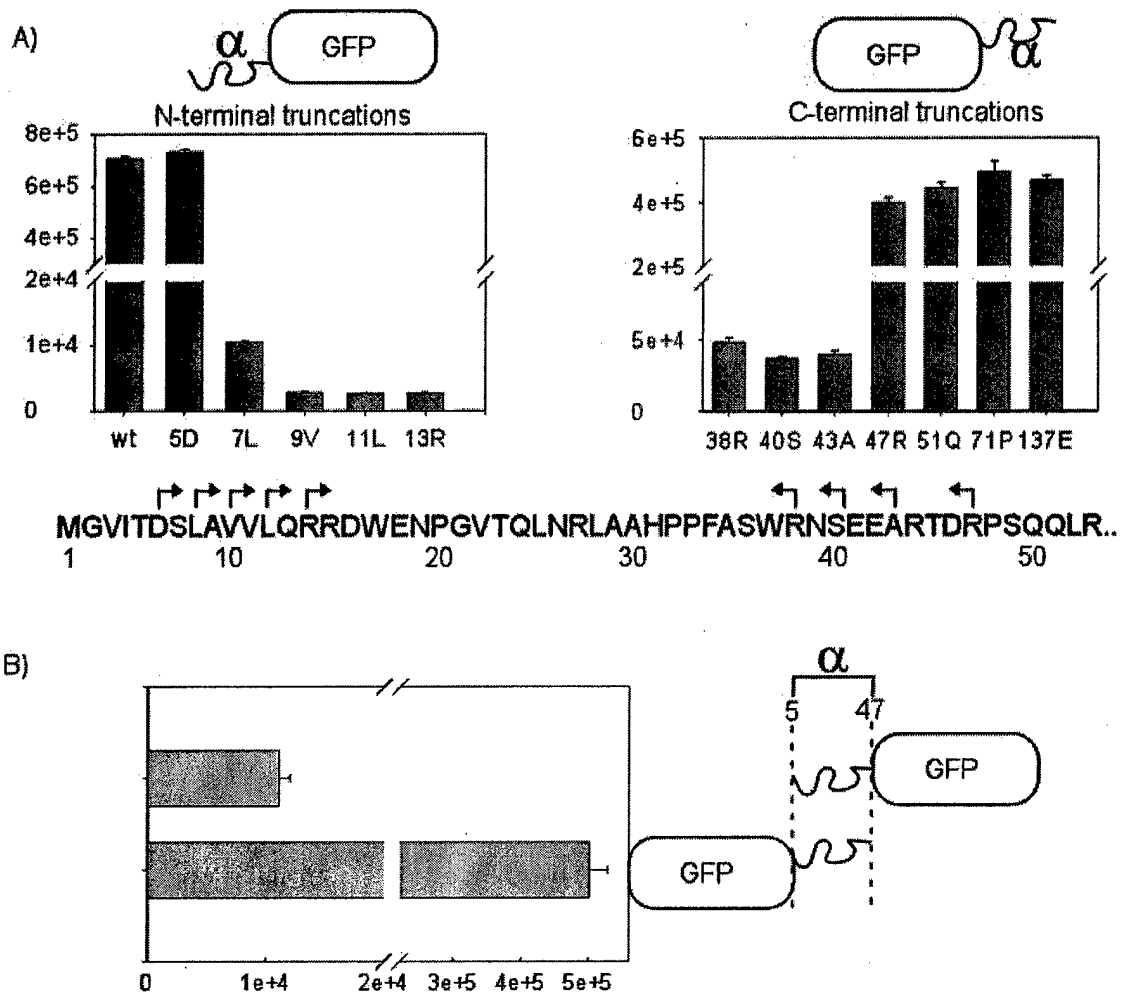 A)
α
GFP
GFP
α
N-terminal truncations
C-terminal truncations
8e+5
6e+5
4e+5
2e+4
1e+4
0
wt 5D 7L 9V 11L 13R
6e+5
4e+5
2e+5
5e+4
0
38R 40S 43A 47R 51Q 71P 137E
MGVITDSLAVVLQRRDWENPGVTQLNRLAAHPPFASWRNSEEARTDRPSQQLR..
1 10 20 30 40 50
B)
α
5 47
GFP
GFP
0 1e+4 2e+4 3e+5 4e+5 5e+5